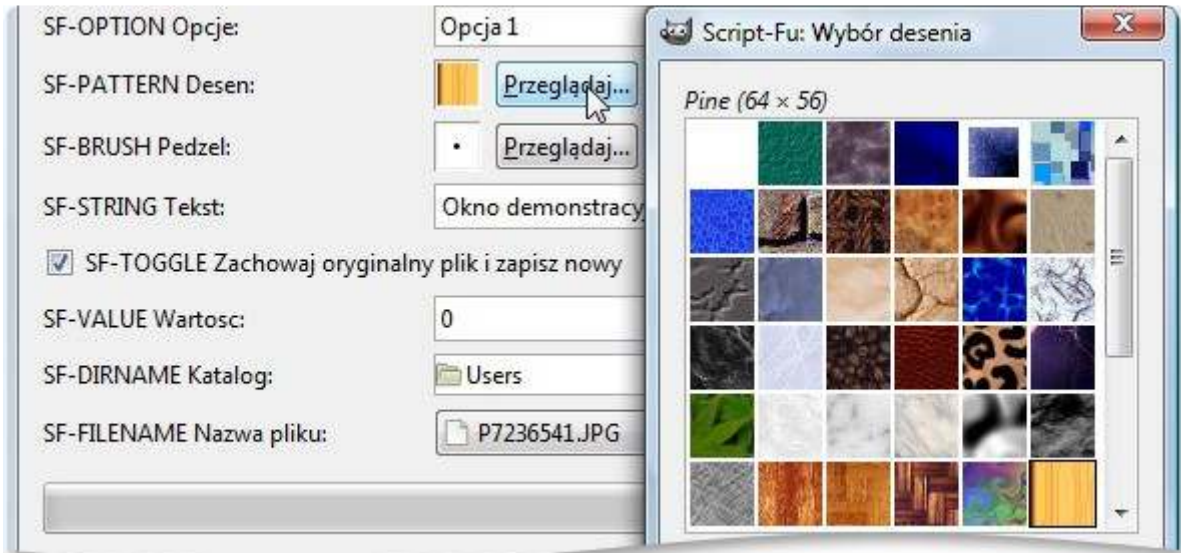 SF-OPTION Opcje:
Opcja 1
SF-PATTERN Desen:
Przeglądaj...
SF-BRUSH Pedzel:
Przeglądaj...
SF-STRING Tekst:
Okno demonstracy
SF-TOGGLE Zachowaj oryginalny plik i zapisz nowy
SF-VALUE Wartosc:
0
SF-DIRNAME Katalog:
Users
SF-FILENAME Nazwa pliku:
P7236541.JPG
Script-Fu: Wybór desenia
Pine (64 × 56)